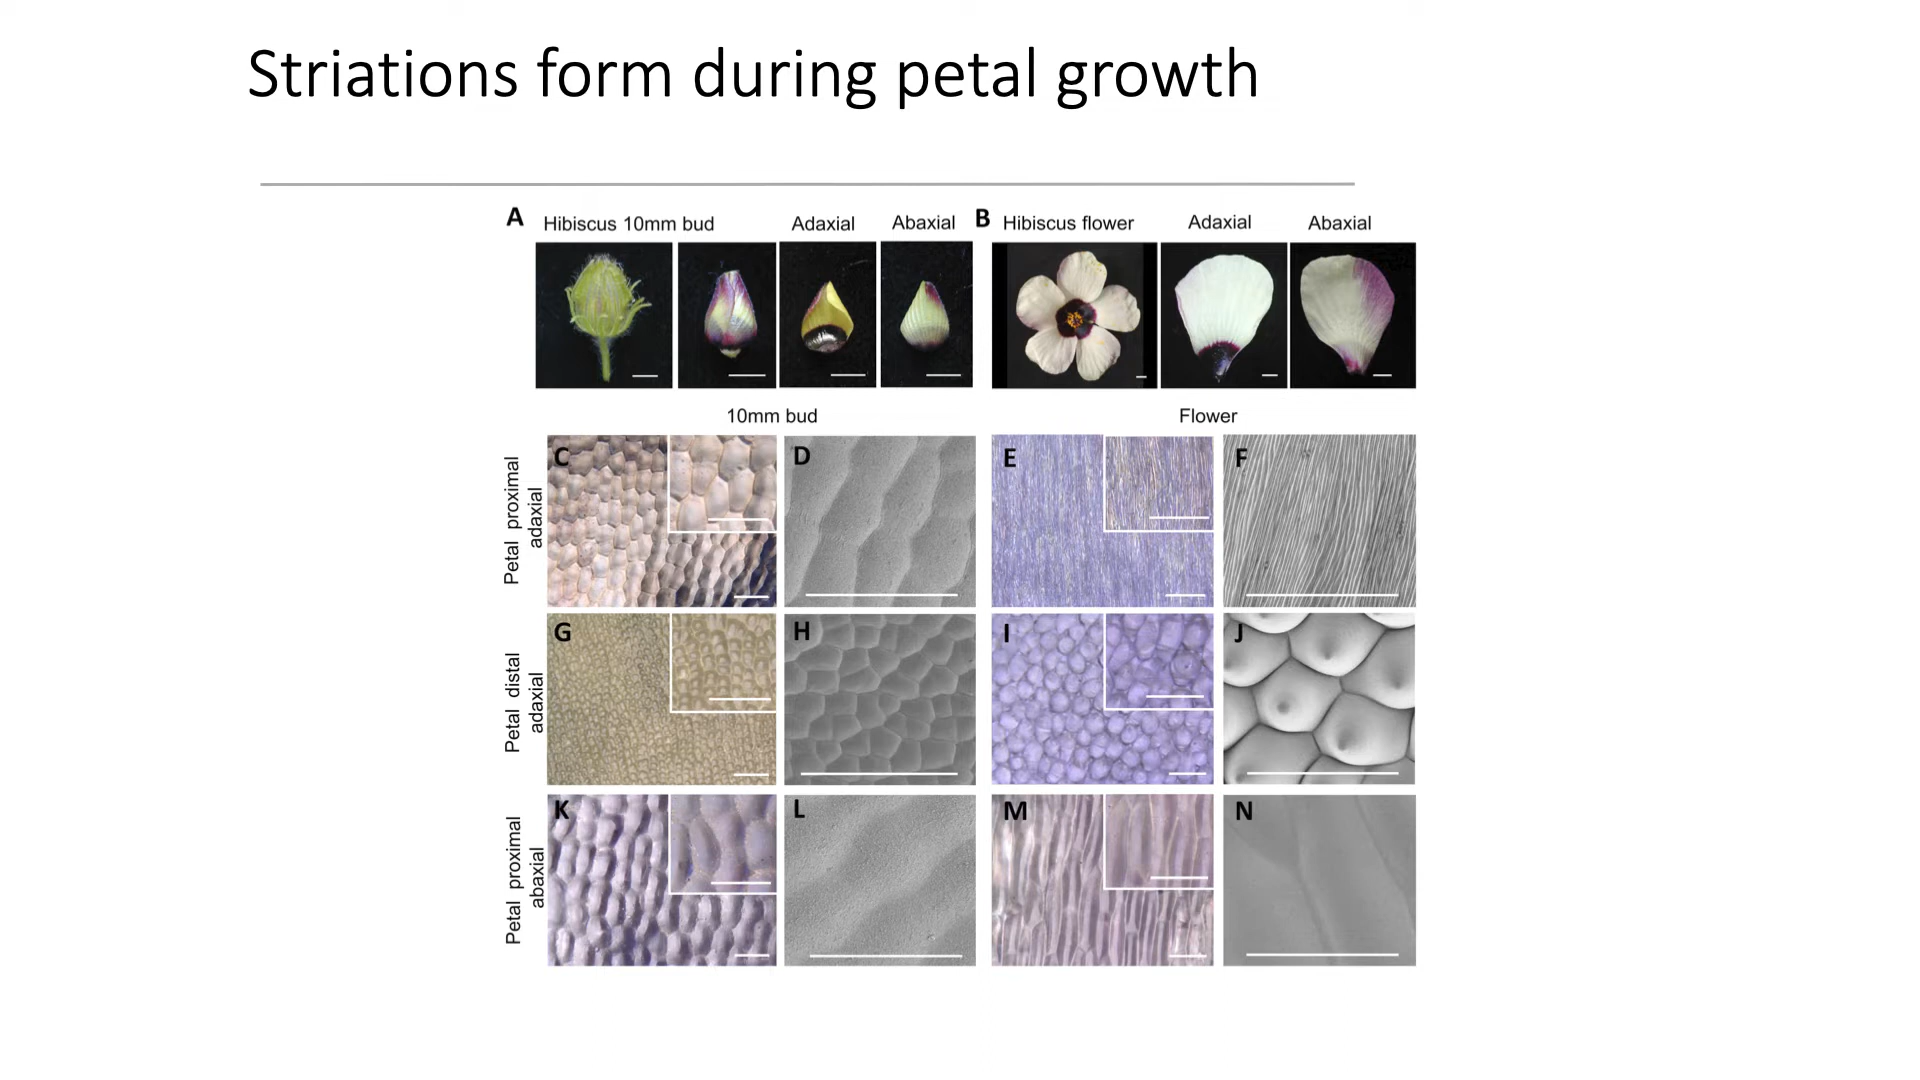 Striations form during petal growth
A Hibiscus 10mm bud Adaxial Abaxial B Hibiscus flower Adaxial Abaxial
10mm bud Flower
Petal proximal
adaxial
C D E F
Petal distal
adaxial
G H I J
Petal proximal
abaxial
K L M N